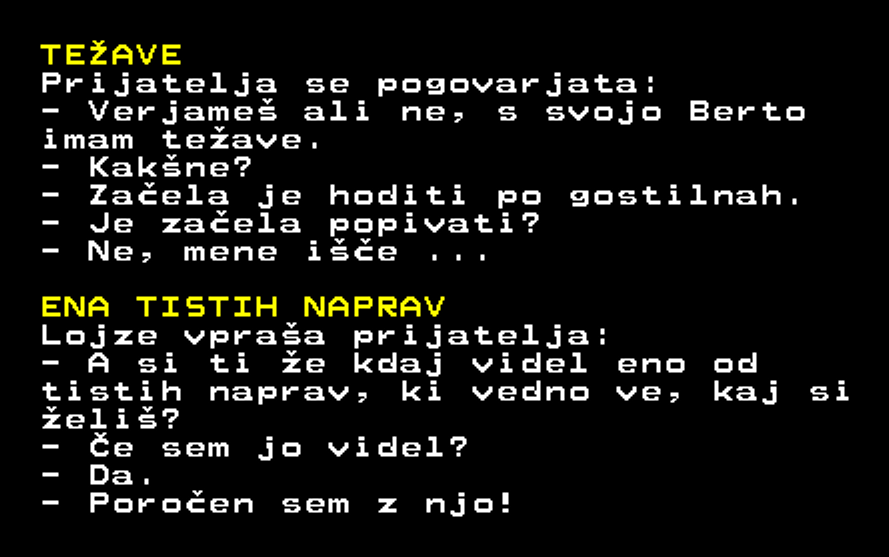 TEŽAVE
Prijatelja se pogovarjata:
- Verjameš ali ne, s svojo Berto
imam težave.
- Kakšne?
- Začela je hoditi po gostilnah.
- Je začela popivati?
- Ne, mene išče ...
ENA TISTIH NAPRAV
Lojze vpraša prijatelja:
- A si ti že kdaj videl eno od
tistih naprav, ki vedno ve, kaj si
želiš?
- Če sem jo videl?
- Da.
- Poročen sem z njo!